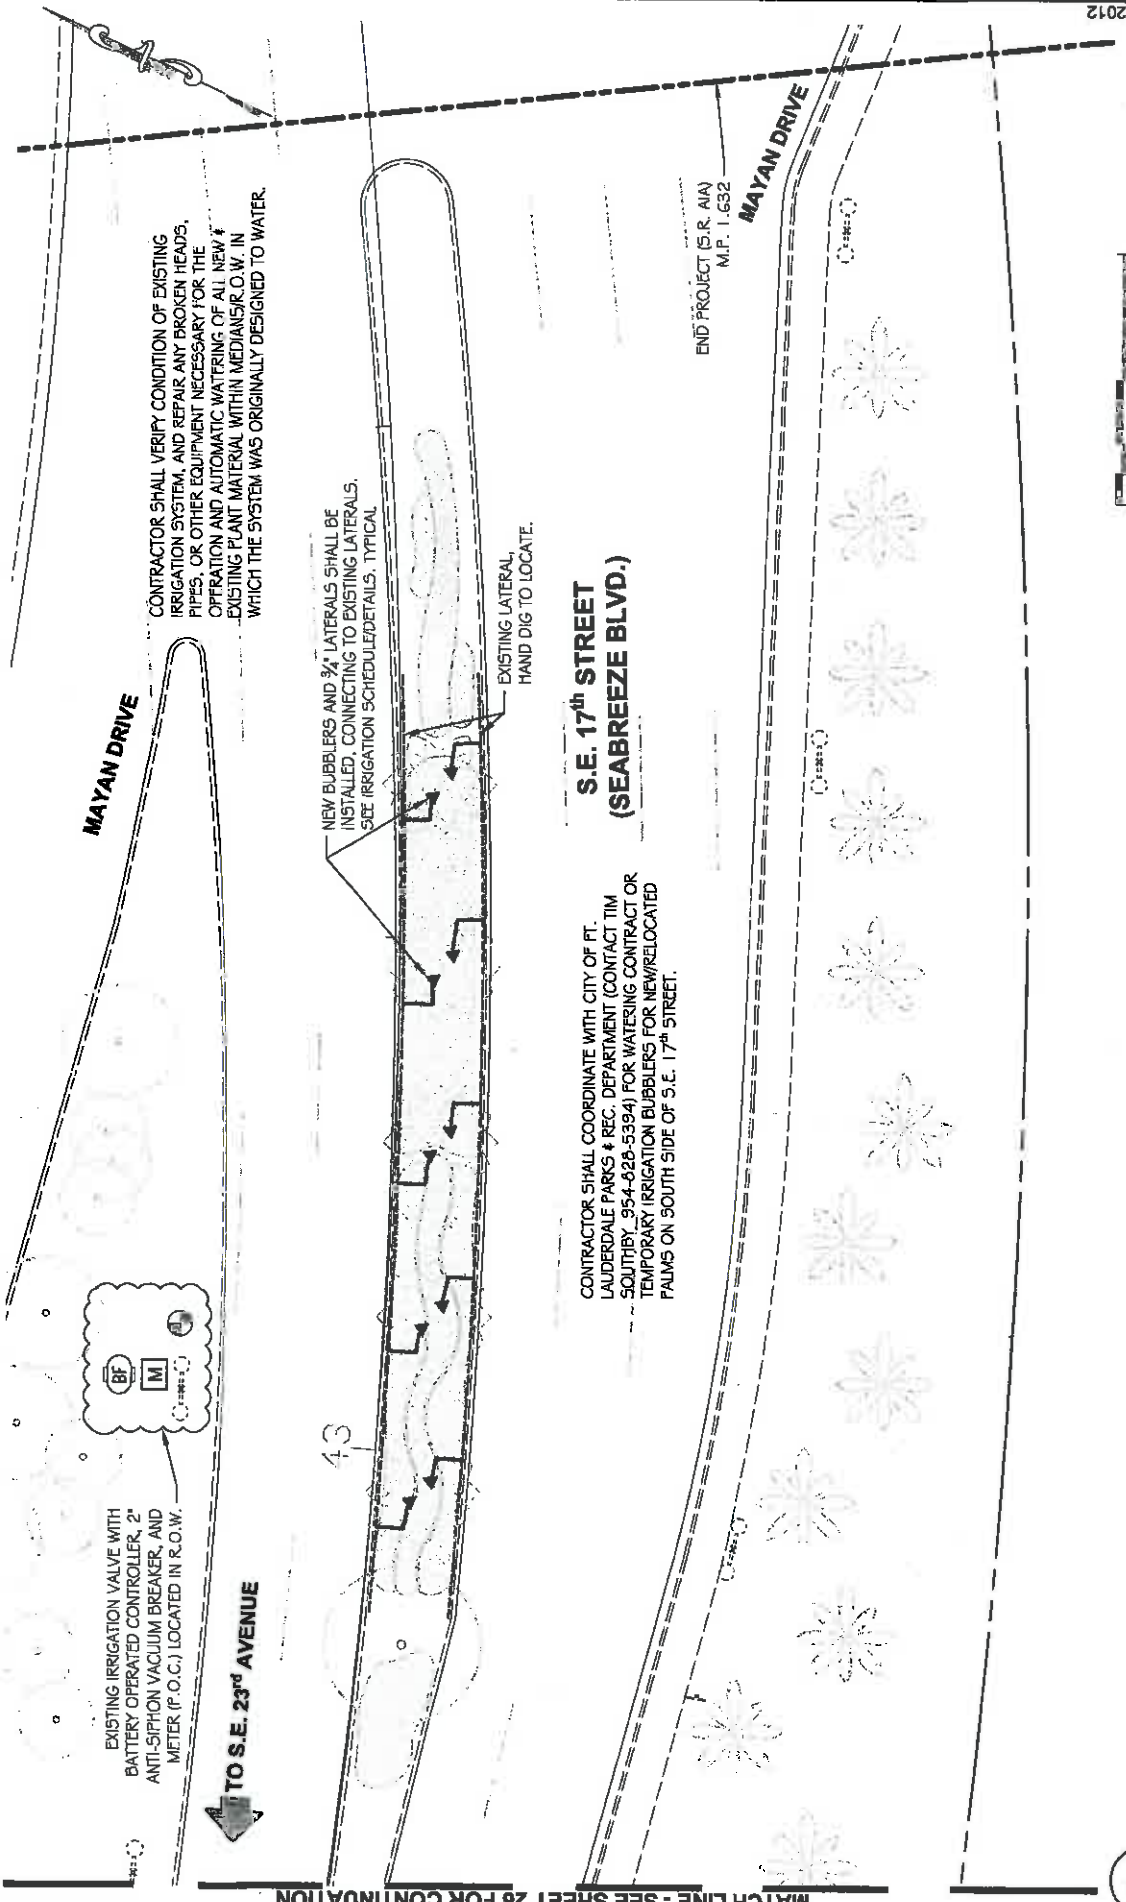 2012
CONTRACTOR SHALL VERIFY CONDITION OF EXISTING
IRRIGATION SYSTEM, AND REPAIR ANY BROKEN HEADS,
PIPES, OR OTHER EQUIPMENT NECESSARY FOR THE
OPERATION AND AUTOMATIC WATERING OF ALL NEW &
EXISTING PLANT MATERIAL WITHIN MEDIANS/R.O.W. IN
WHICH THE SYSTEM WAS ORIGINALLY DESIGNED TO WATER.
MAYAN DRIVE
NEW BUBBLERS AND 3/4" LATERALS SHALL BE
INSTALLED, CONNECTING TO EXISTING LATERALS.
SEE IRRIGATION SCHEDULE/DETAILS. TYPICAL
EXISTING LATERAL,
HAND DIG TO LOCATE.
END PROJECT (S.R. A1A)
M.P. 1.632
MAYAN DRIVE
S.E. 17th STREET
(SEABREEZE BLVD.)
CONTRACTOR SHALL COORDINATE WITH CITY OF FT.
LAUDERDALE PARKS & REC. DEPARTMENT (CONTACT TIM
SOUTHBY 954-828-5394) FOR WATERING CONTRACT OR
TEMPORARY IRRIGATION BUBBLERS FOR NEW/RELOCATED
PALMS ON SOUTH SIDE OF S.E. 17th STREET.
EXISTING IRRIGATION VALVE WITH
BATTERY OPERATED CONTROLLER, 2"
ANTI-SIPHON VACUUM BREAKER, AND
METER (P.O.C.) LOCATED IN R.O.W.
BF
M
43
TO S.E. 23rd AVENUE
MATCH LINE - SEE SHEET 26 FOR CONTINUATION